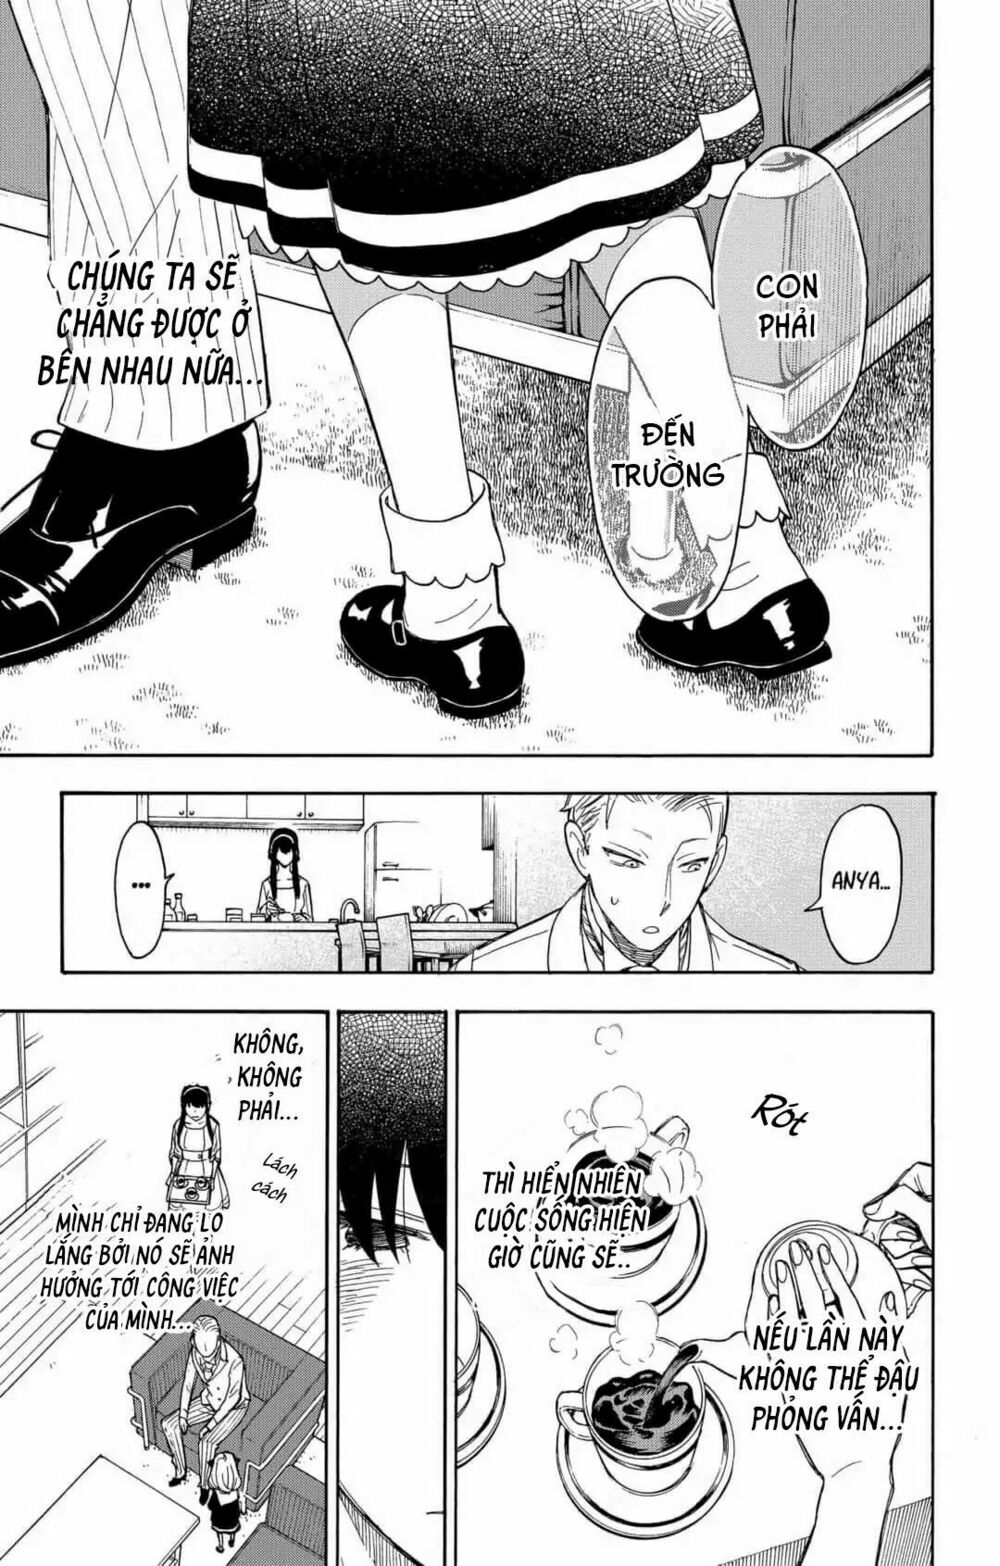 CON
PHẢI
ĐẾN
TRƯỜNG
CHÚNG TA SẼ
CHẲNG ĐƯỢC Ở
BÊN NHAU NỮA...
ANYA...
...
Rót
NẾU LẦN NÀY
KHÔNG THỂ ĐẬU
PHỎNG VẤN...!
THÌ HIỂN NHIÊN
CUỘC SỐNG HIỆN
GIỜ CŨNG SẼ..
KHÔNG,
KHÔNG
PHẢI...
Lách
cách
MÌNH CHỈ ĐANG LO
LẮNG BỞI NÓ SẼ ẢNH
HƯỞNG TỚI CÔNG VIỆC
CỦA MÌNH...